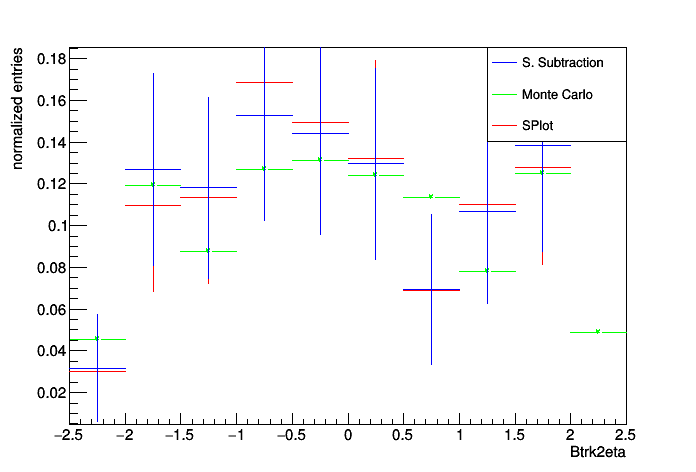 normalized entries
0.18
0.16
0.14
0.12
0.1
0.08
0.06
0.04
0.02
S. Subtraction
Monte Carlo
SPlot
−2.5 −2 −1.5 −1 −0.5 0 0.5 1 1.5 2 2.5
Btrk2eta